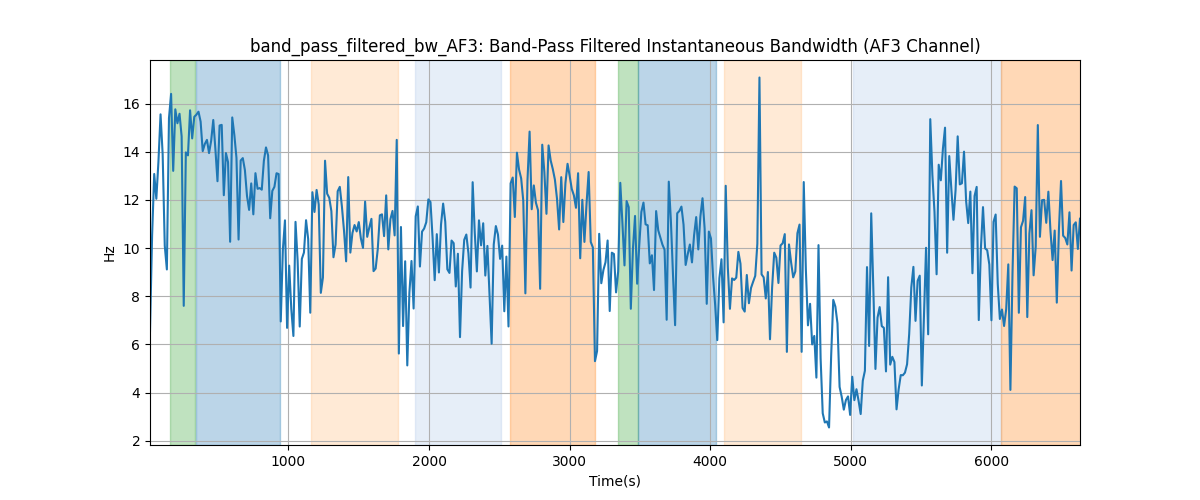 band_pass_filtered_bw_AF3: Band-Pass Filtered Instantaneous Bandwidth (AF3 Channel)
16
14
12
10
8
6
4
2
Hz
1000 2000 3000 4000 5000 6000
Time(s)